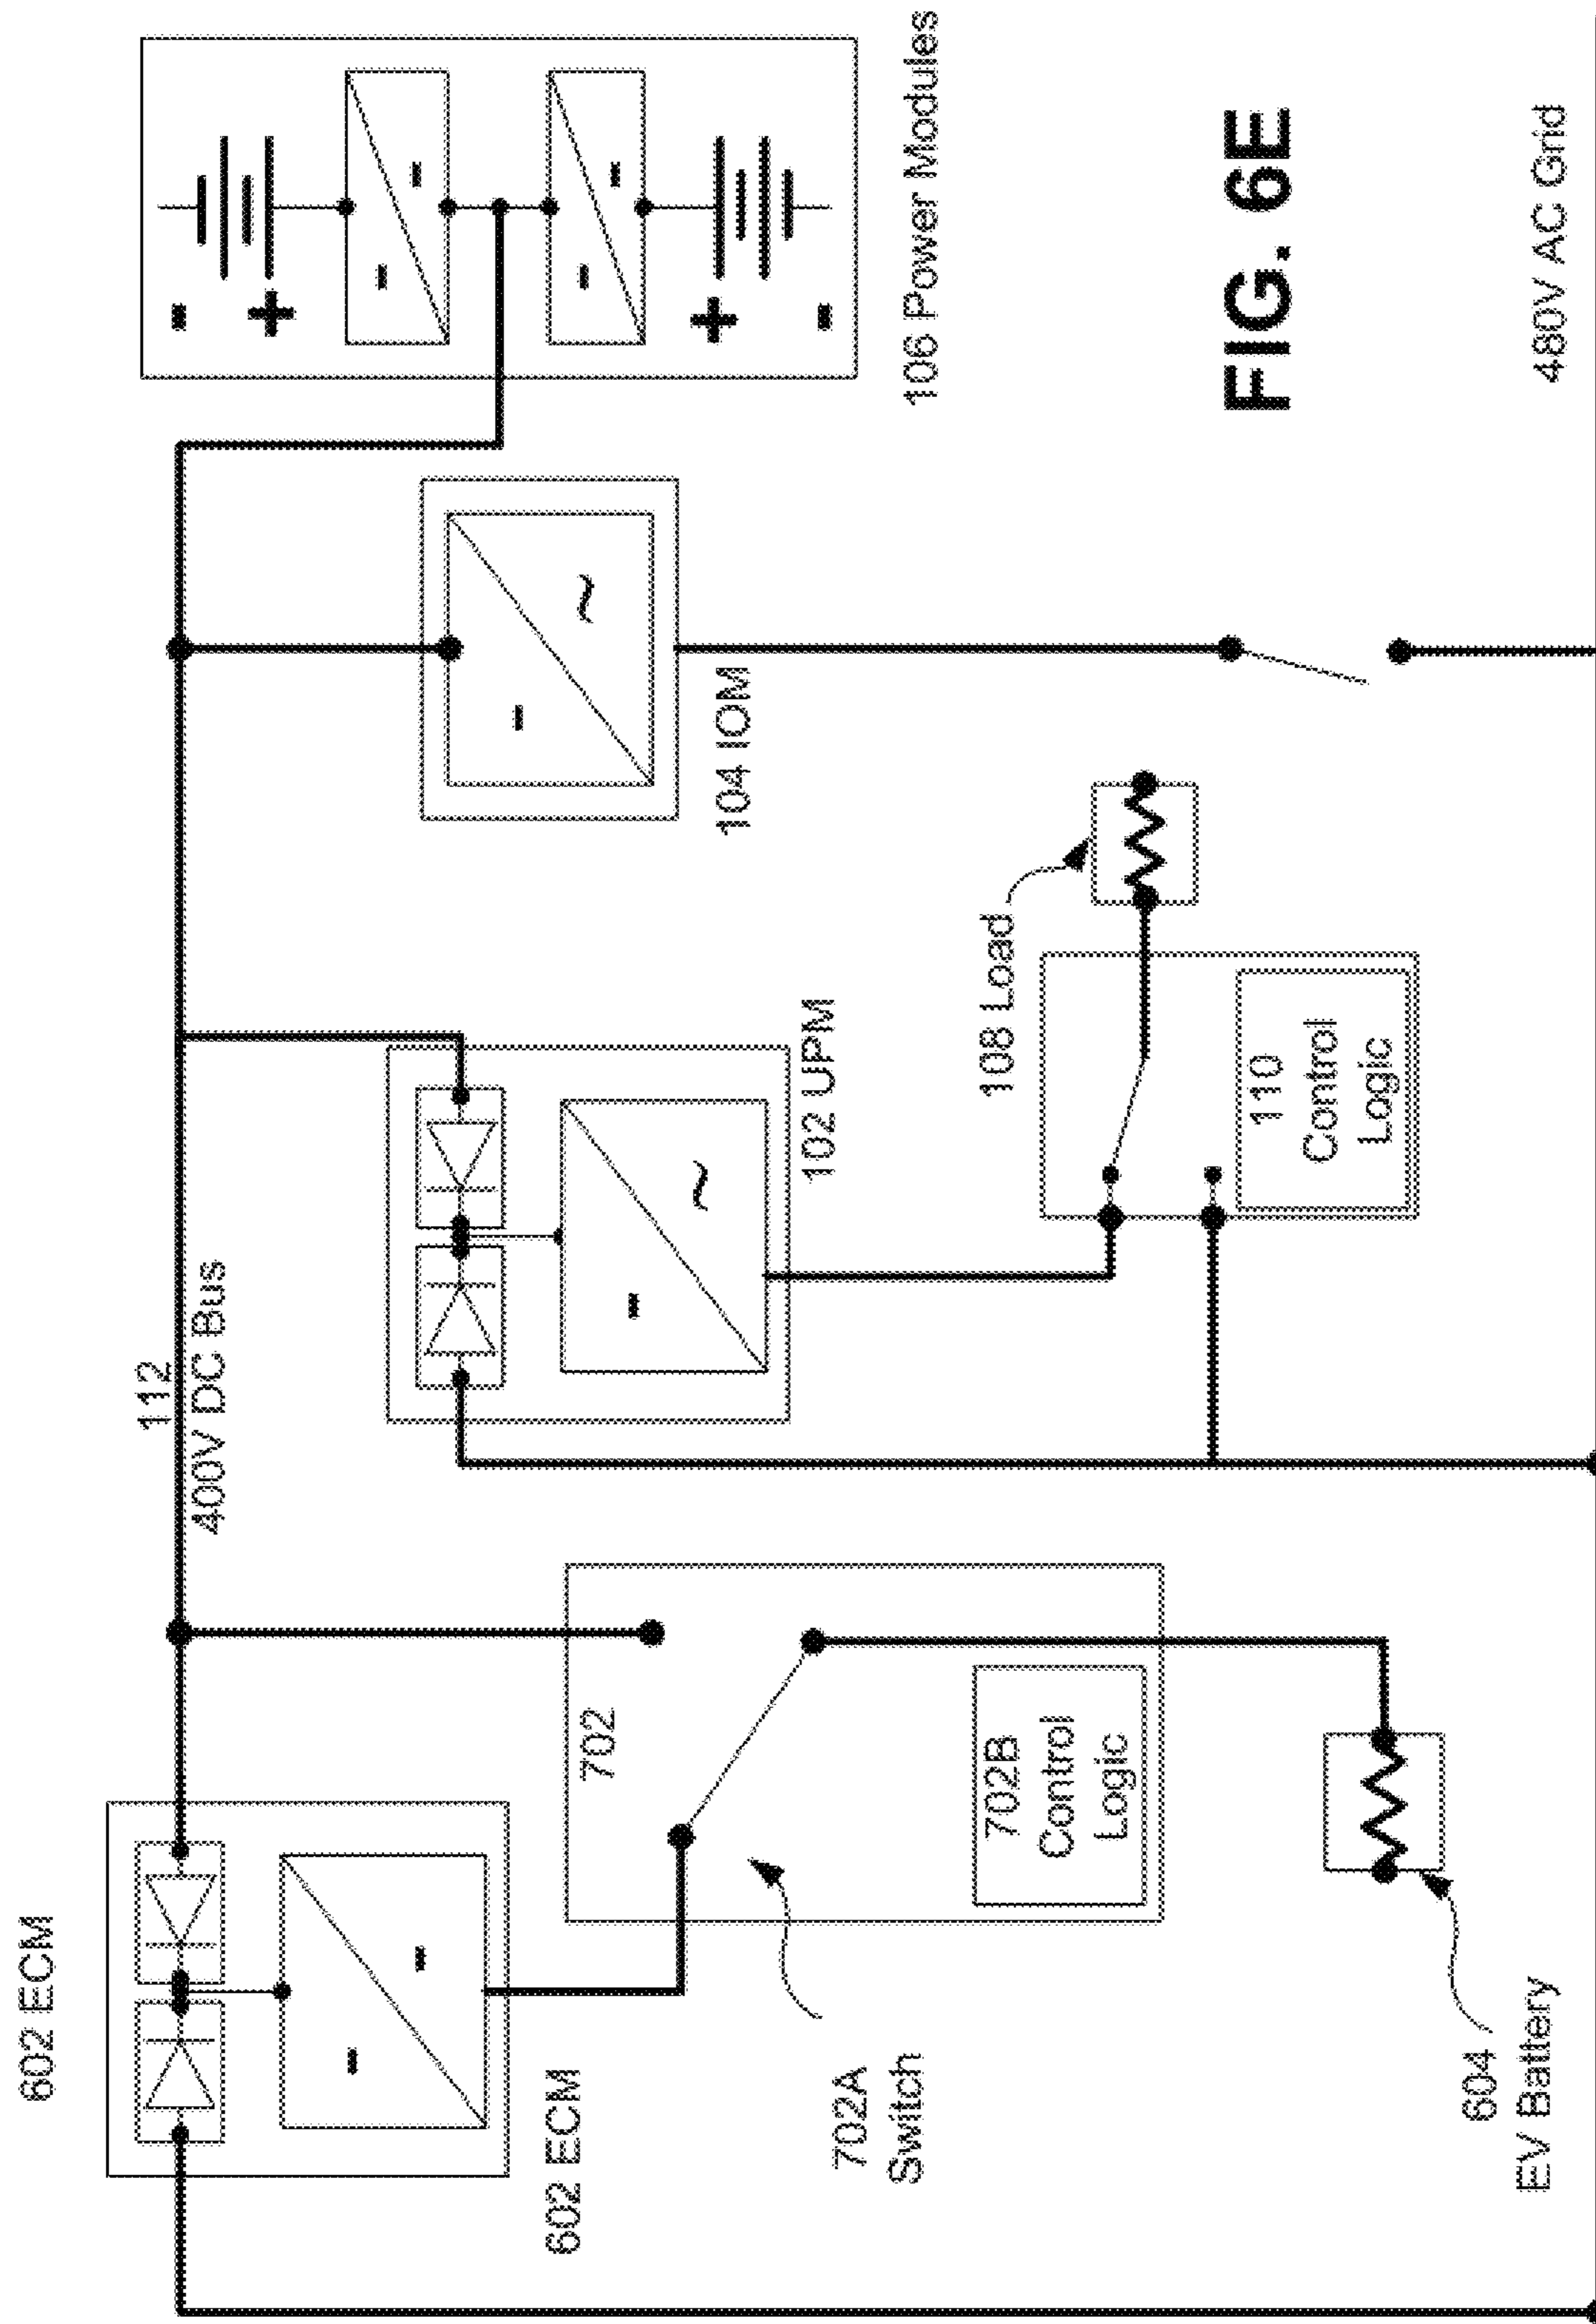 602 ECM
112
400V DC Bus
106 Power Modules
104 IOM
102 UPM
602 ECM
702
702A
Switch
702B
Control
Logic
108 Load
110
Control
Logic
604
EV Battery
FIG. 6E
480V AC Grid